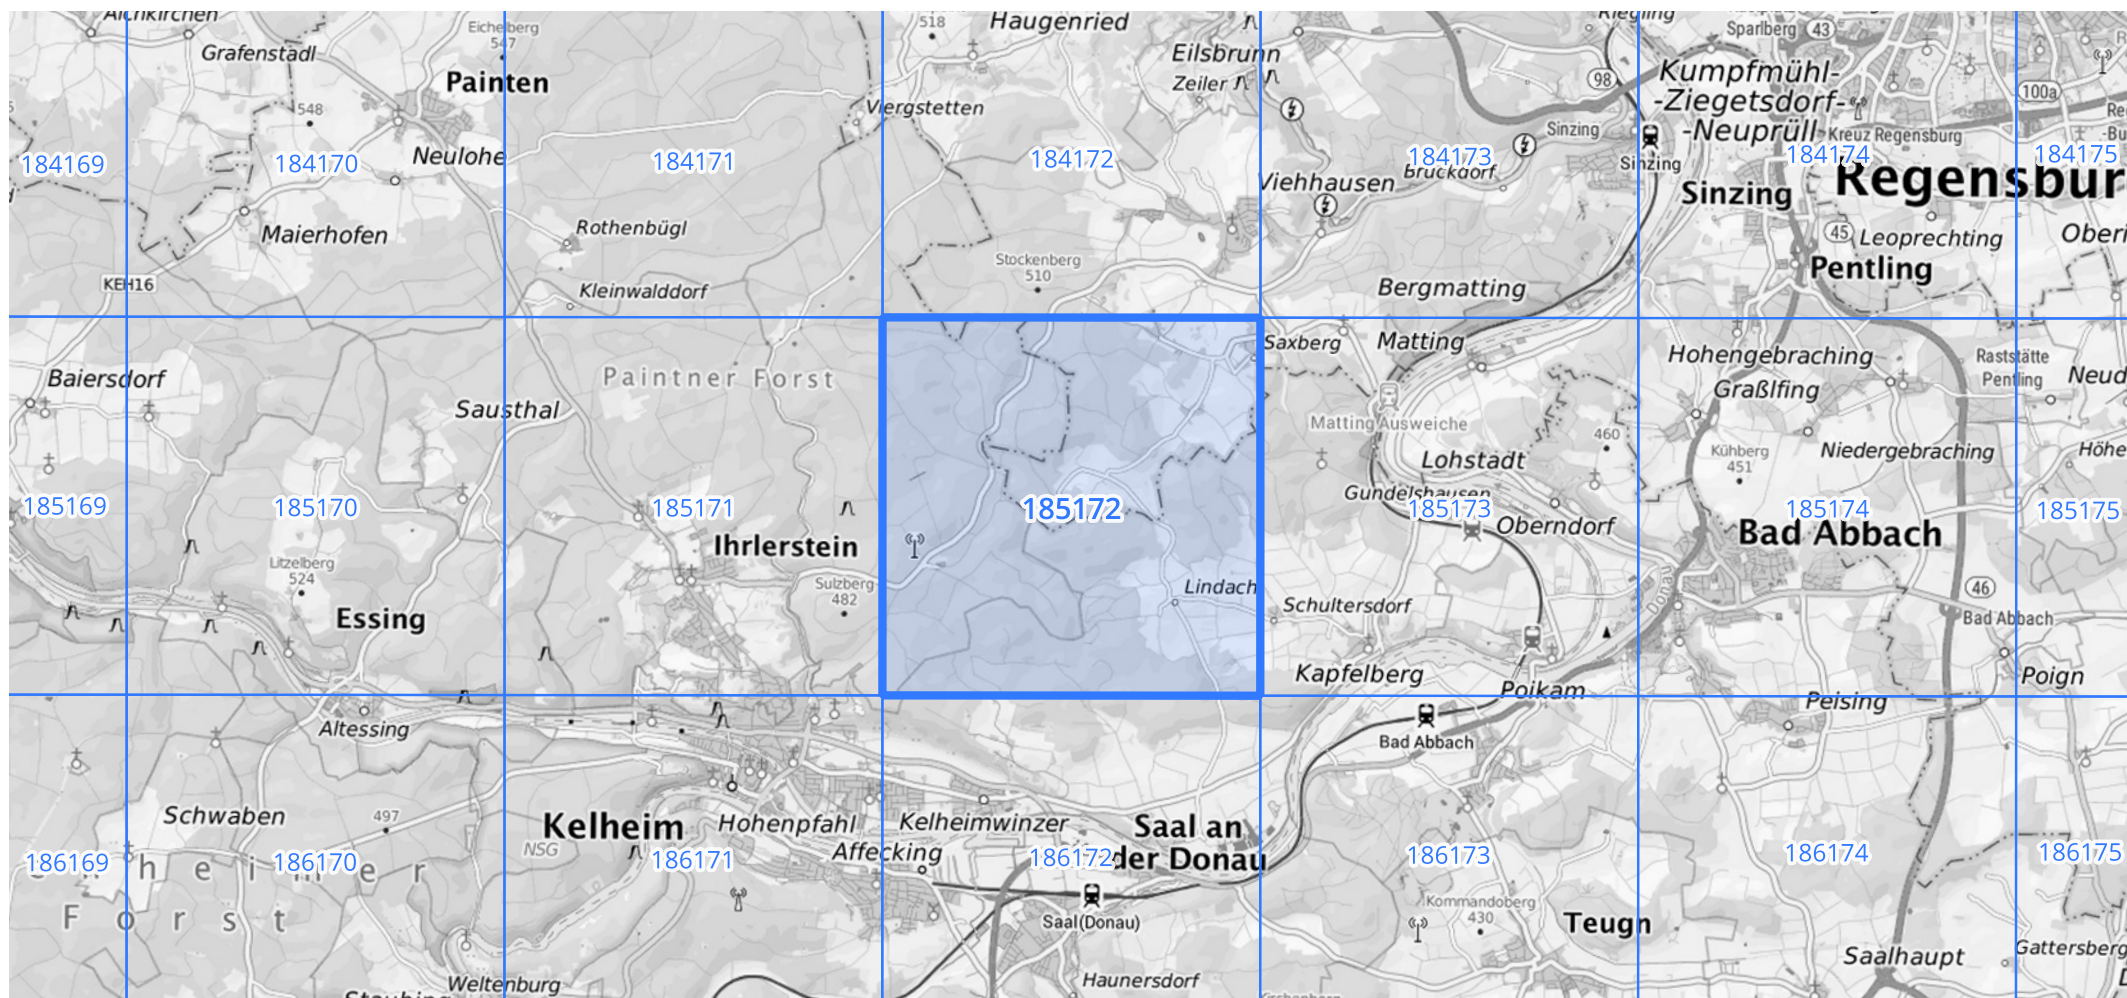 Aichkirchen
Grafenstadl
Eichelberg
547
Painten
548
Neulohe
184169
184170
184171
Maierhofen
Rothenbügl
KEH16
Kleinwalddorf
518
Haugenried
Eilsbrunn
Zeiler
Viergstetten
184172
Stockenberg
510
Riegling
98
Sinzing
Viehhausen
184173
Bruckdorf
Sinzing
Bergmatting
Sparlberg
43
Kumpfmühl-
-Ziegetsdorf-
-Neuprüll
100a
Kreuz Regensburg
184174
184175
Sinzing
Regensbur
45
Leoprechting
Pentling
Baiersdorf
Sausthal
Paintner Forst
185169
185170
185171
Ihrlerstein
Litzelberg
524
Essing
Sulzberg
482
185172
Lindach
Saxberg
Matting
Matting Ausweiche
460
Lohstadt
Gundelshausen
185173
Oberndorf
Schultersdorf
Kapfelberg
Poikam
Donau
Hohengebraching
Graßlfing
Raststätte
Pentling
Neud
Kühberg
451
Niedergebraching
Höhe
185174
185175
Bad Abbach
46
Bad Abbach
Poign
Peising
Altessing
Schwaben
497
186169
186170
h e i m e r
F o r s t
Weltenburg
Kelheim
NSG
Hohenpfahl
186171
Affecking
Kelheimwinzer
Saal an
der Donau
186172
Saal(Donau)
Haunersdorf
Bad Abbach
186173
Kommandoberg
430
Teugn
186174
186175
Saalhaupt
Gattersberg